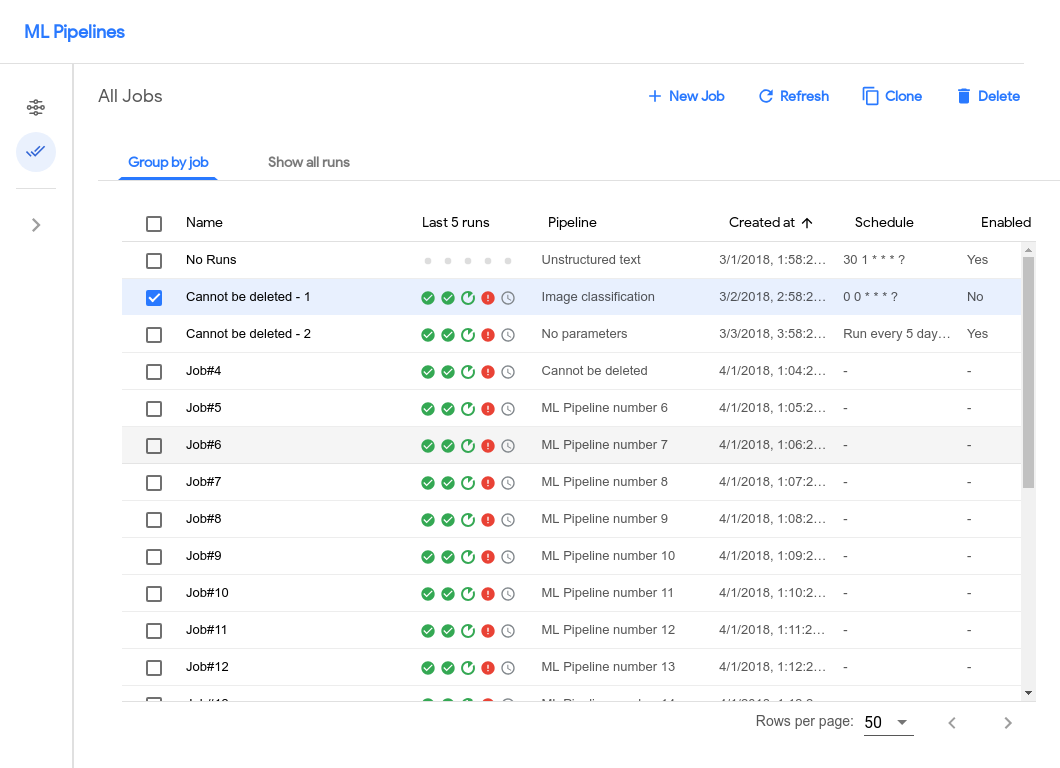 ML Pipelines
All Jobs
New Job Refresh Clone Delete
Group by job Show all runs
Name Last 5 runs Pipeline Created at Schedule Enabled
No Runs Unstructured text 3/1/2018, 1:58:2... 30 1 * * * ? Yes
Cannot be deleted - 1 Image classification 3/2/2018, 2:58:2... 0 0 * * * ? No
Cannot be deleted - 2 No parameters 3/3/2018, 3:58:2... Run every 5 day... Yes
Job#4 Cannot be deleted 4/1/2018, 1:04:2... - -
Job#5 ML Pipeline number 6 4/1/2018, 1:05:2... - -
Job#6 ML Pipeline number 7 4/1/2018, 1:06:2... - -
Job#7 ML Pipeline number 8 4/1/2018, 1:07:2... - -
Job#8 ML Pipeline number 9 4/1/2018, 1:08:2... - -
Job#9 ML Pipeline number 10 4/1/2018, 1:09:2... - -
Job#10 ML Pipeline number 11 4/1/2018, 1:10:2... - -
Job#11 ML Pipeline number 12 4/1/2018, 1:11:2... - -
Job#12 ML Pipeline number 13 4/1/2018, 1:12:2... - -
Rows per page: 50